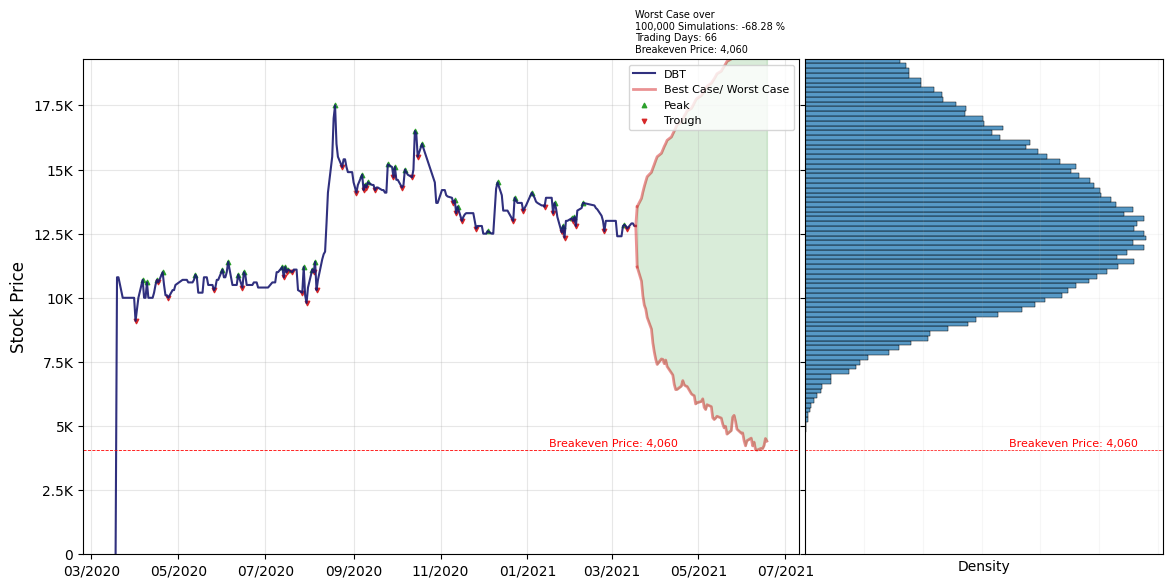 Worst Case over
100,000 Simulations: -68.28 %
Trading Days: 66
Breakeven Price: 4,060
DBT
Best Case/ Worst Case
Peak
Trough
Stock Price
17.5K
15K
12.5K
10K
7.5K
5K
2.5K
0
Breakeven Price: 4,060
Breakeven Price: 4,060
03/2020 05/2020 07/2020 09/2020 11/2020 01/2021 03/2021 05/2021 07/2021
Density